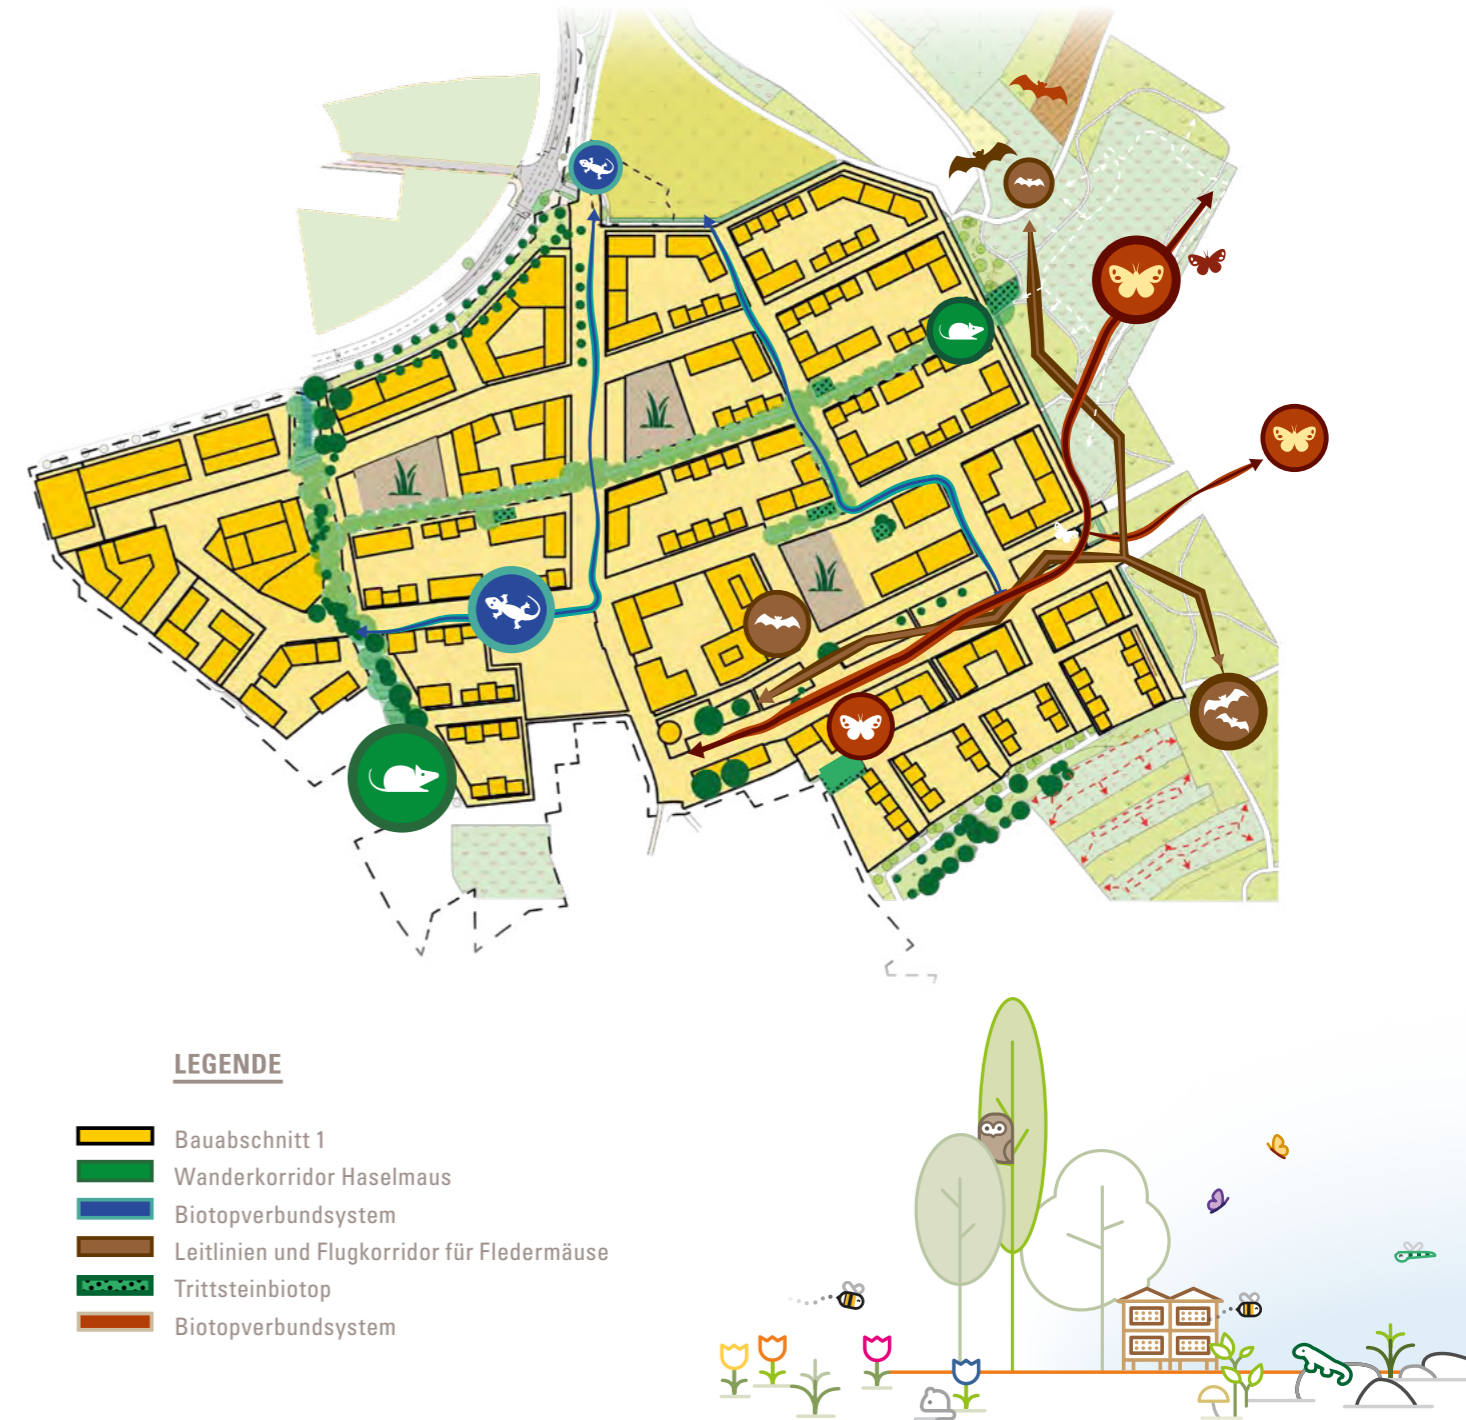 LEGENDE
Bauabschnitt 1
Wanderkorridor Haselmaus
Biotopverbundsystem
Leitlinien und Flugkorridor für Fledermäuse
Trittsteinbiotop
Biotopverbundsystem